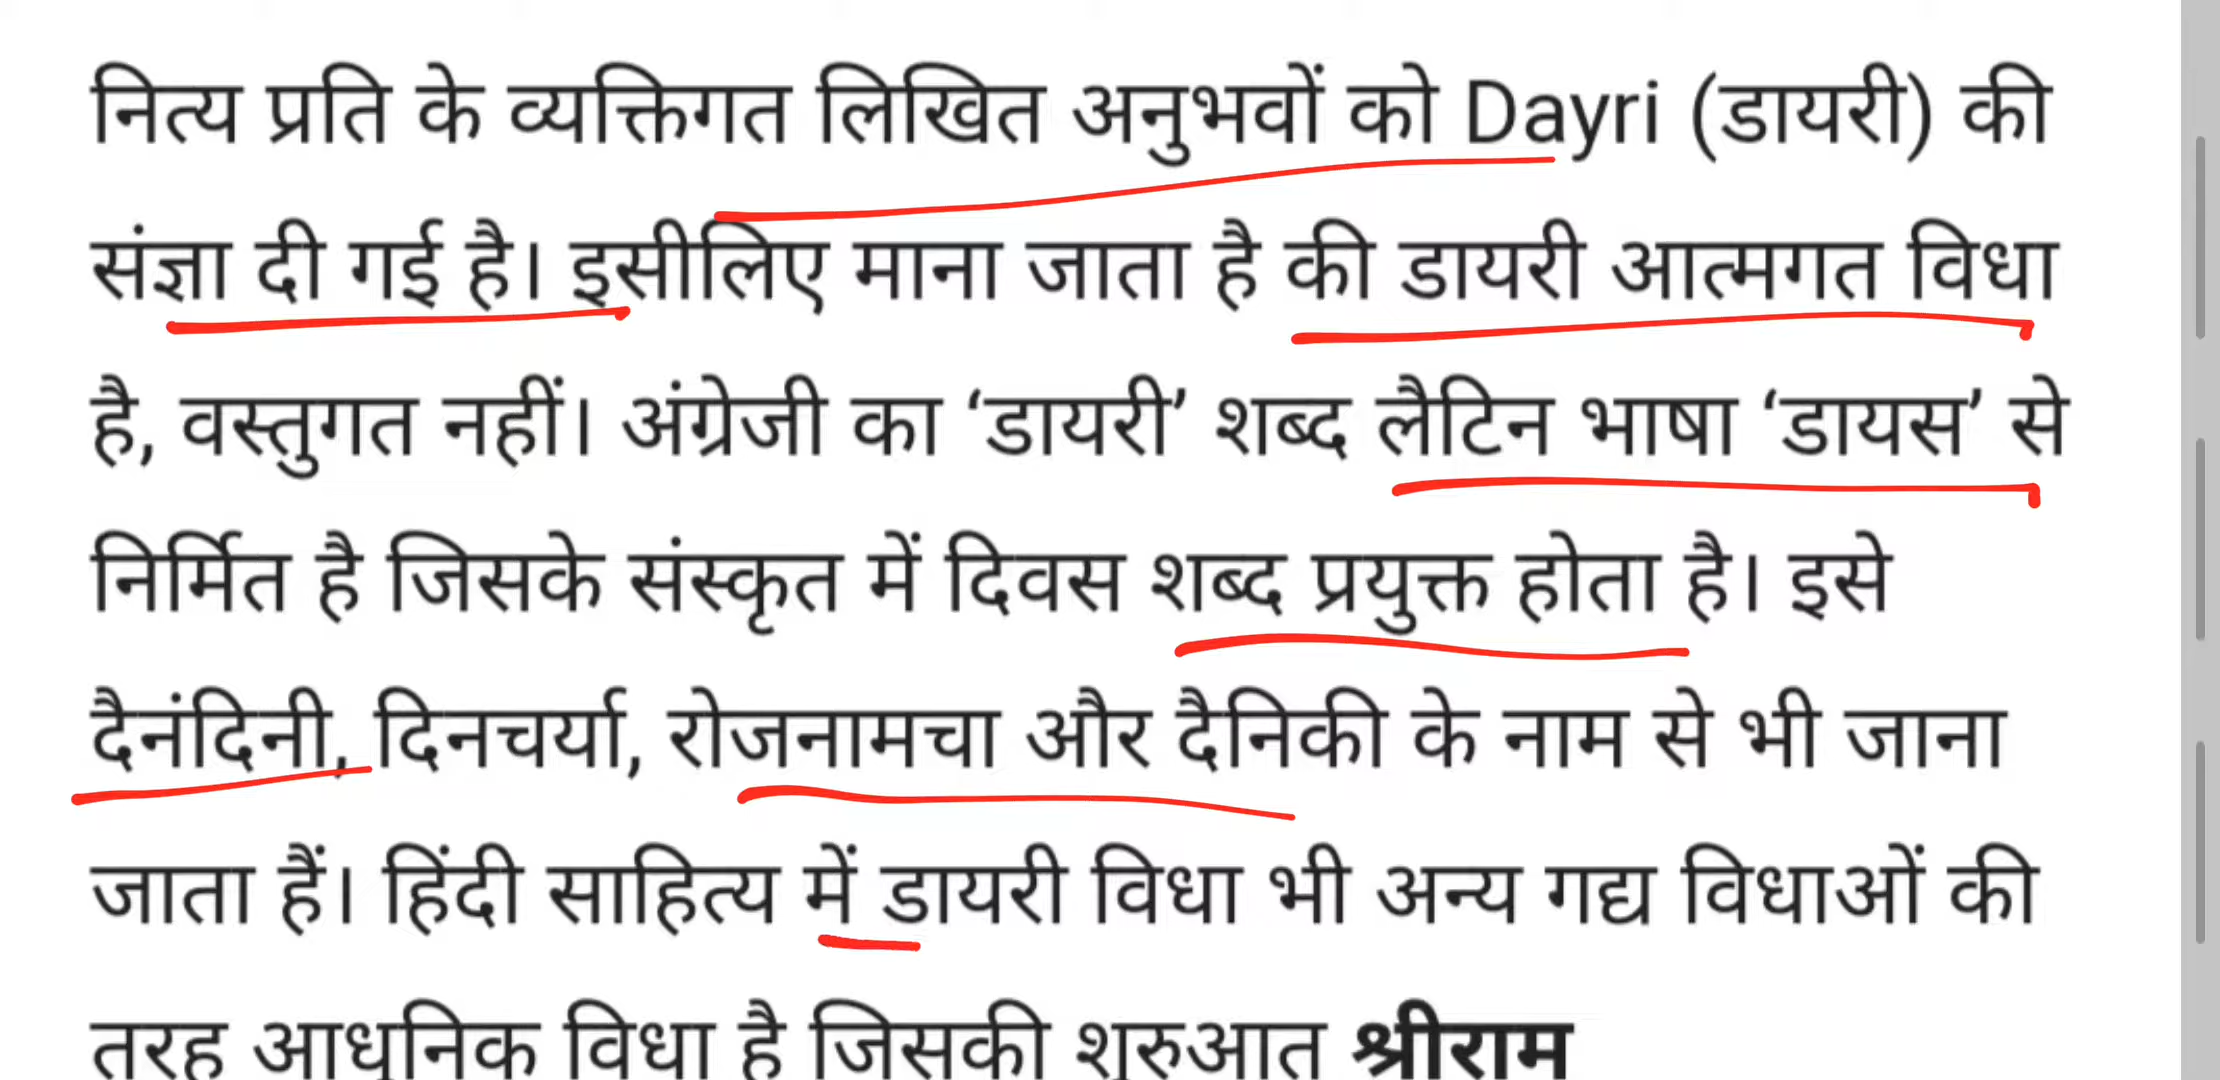 नित्य प्रति के व्यक्तिगत लिखित अनुभवों को Dayri (डायरी) की
संज्ञा दी गई है। इसीलिए माना जाता है की डायरी आत्मगत विधा
है, वस्तुगत नहीं। अंग्रेजी का ‘डायरी’ शब्द लैटिन भाषा ‘डायस’ से
निर्मित है जिसके संस्कृत में दिवस शब्द प्रयुक्त होता है। इसे
दैनंदिनी, दिनचर्या, रोजनामचा और दैनिकी के नाम से भी जाना
जाता हैं। हिंदी साहित्य में डायरी विधा भी अन्य गद्य विधाओं की
तरह आधुनिक विधा है जिसकी शुरुआत श्रीराम